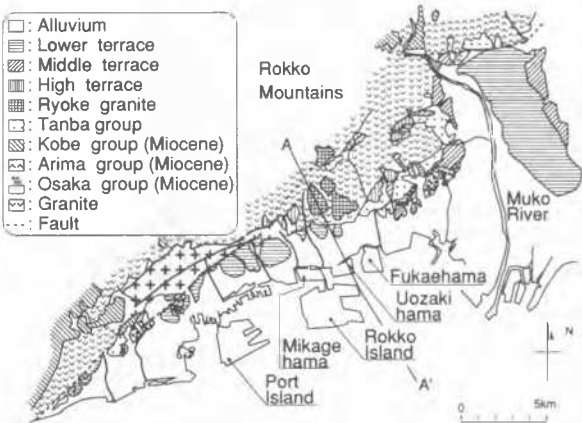 : Alluvium
: Lower terrace
: Middle terrace
: High terrace
: Ryoke granite
: Tanba group
: Kobe group (Miocene)
: Arima group (Miocene)
: Osaka group (Miocene)
: Granite
: Fault
Rokko
Mountains
A
Muko
River
Fukaehama
Uozaki
hama
Mikage
hama
Rokko
Island
Port
Island
A'
N
0 5km